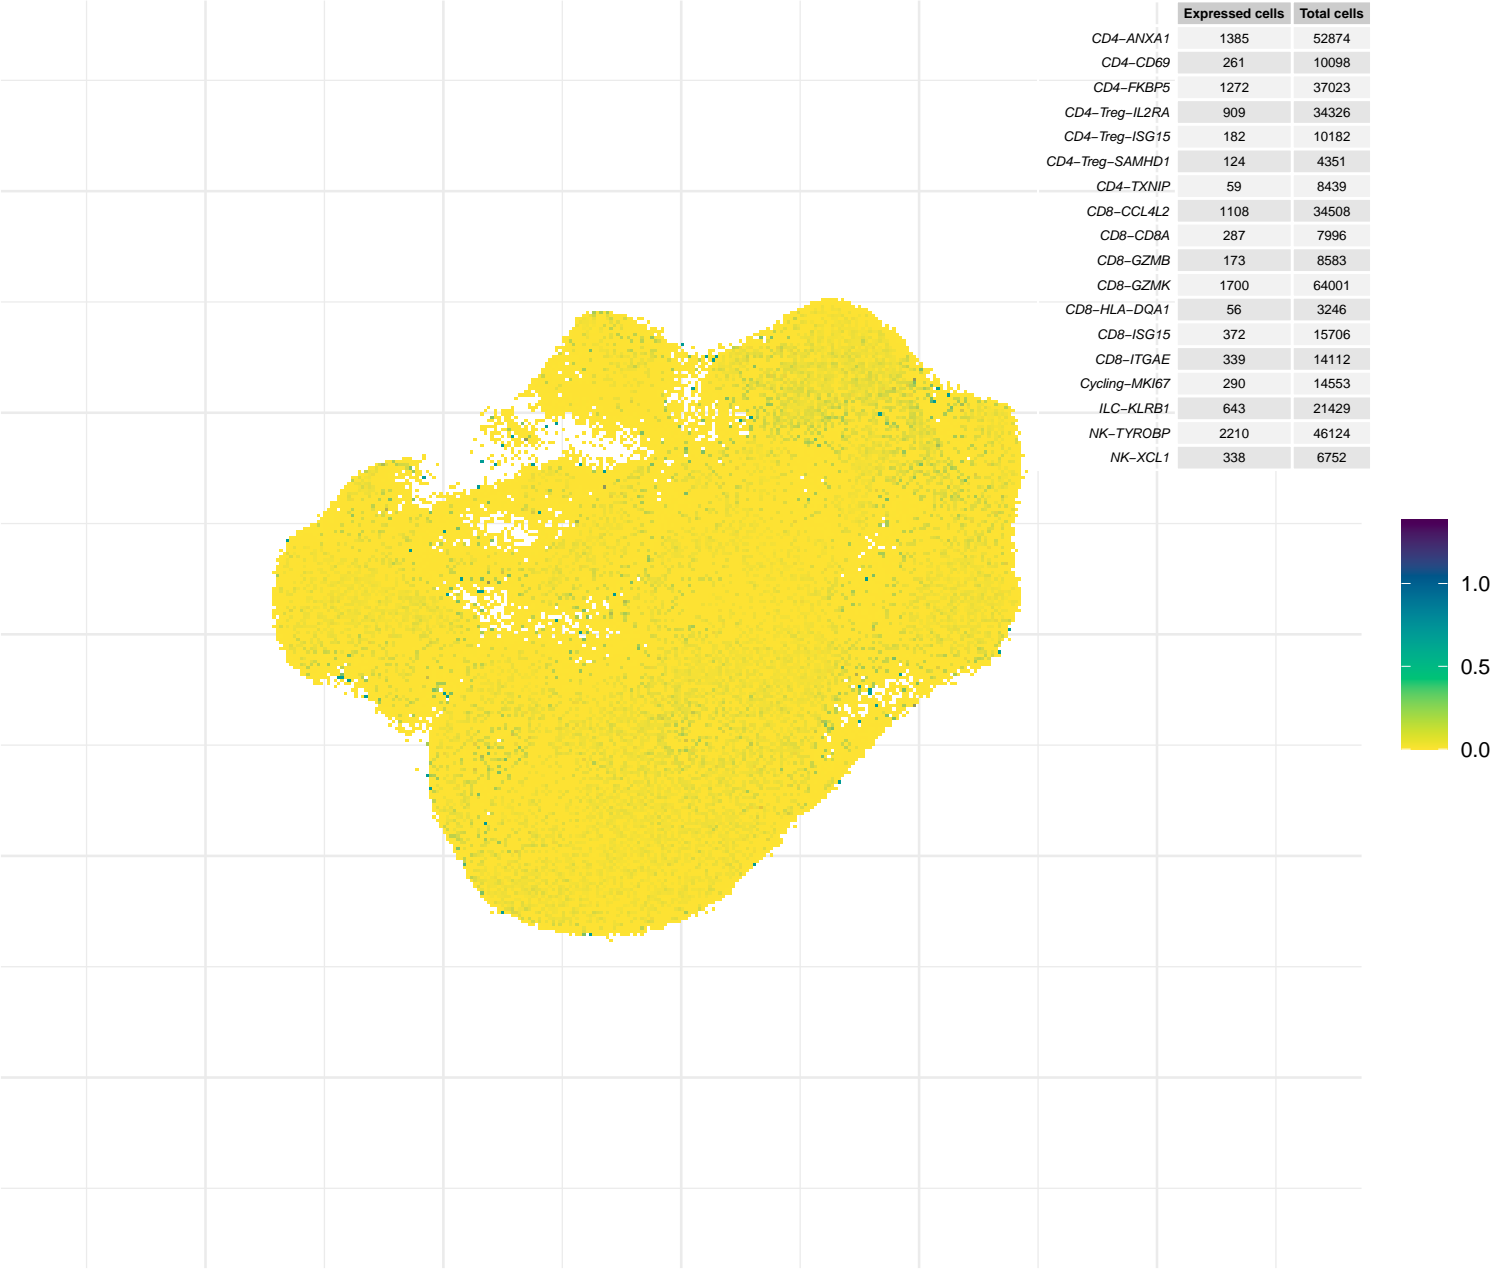 Expressed cells Total cells
CD4−ANXA1 1385 52874
CD4−CD69 261 10098
CD4−FKBP5 1272 37023
CD4−Treg−IL2RA 909 34326
CD4−Treg−ISG15 182 10182
CD4−Treg−SAMHD1 124 4351
CD4−TXNIP 59 8439
CD8−CCL4L2 1108 34508
CD8−CD8A 287 7996
CD8−GZMB 173 8583
CD8−GZMK 1700 64001
CD8−HLA−DQA1 56 3246
CD8−ISG15 372 15706
CD8−ITGAE 339 14112
Cycling−MKI67 290 14553
ILC−KLRB1 643 21429
NK−TYROBP 2210 46124
NK−XCL1 338 6752
1.0
0.5
0.0